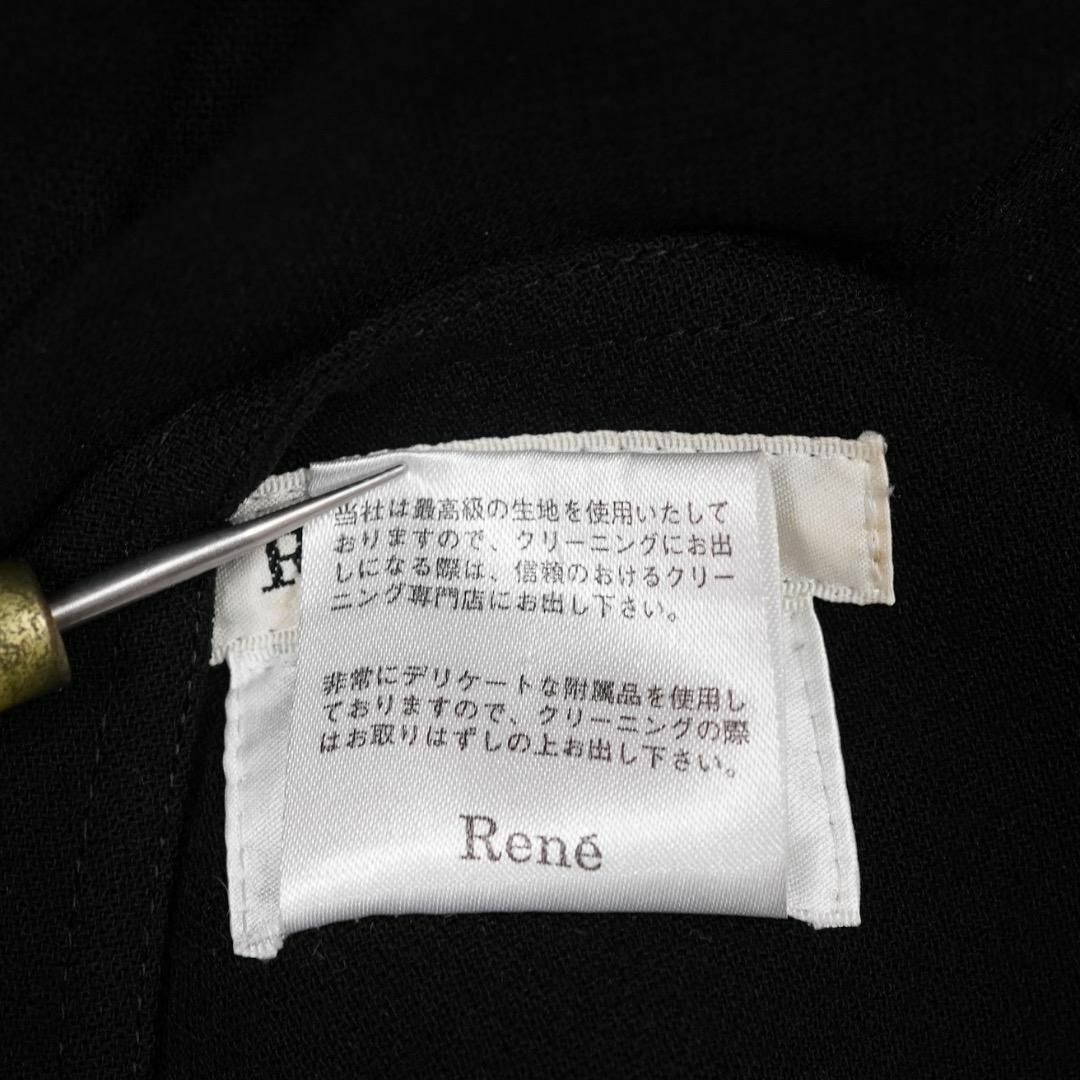 当社は最高級の生地を使用いたして
おりますので、クリーニングにお出
しになる際は、信頼のおけるクリー
ニング専門店にお出し下さい。
非常にデリケートな附属品を使用し
ておりますので、クリーニングの際
はお取りはずしの上お出し下さい。
René